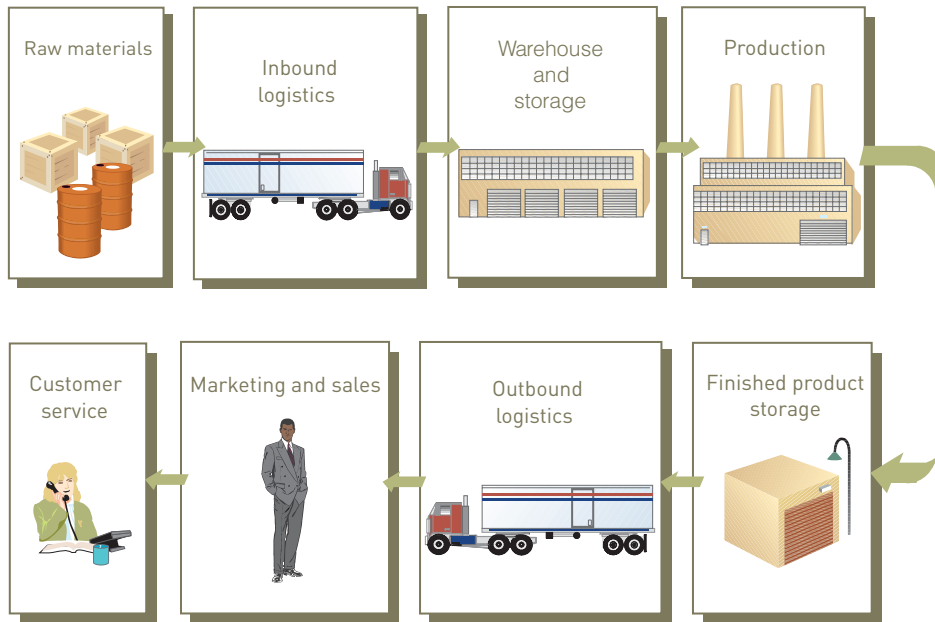 Raw materials
Inbound
logistics
Warehouse
and
storage
Production
Finished product
storage
Outbound
logistics
Marketing and sales
Customer
service